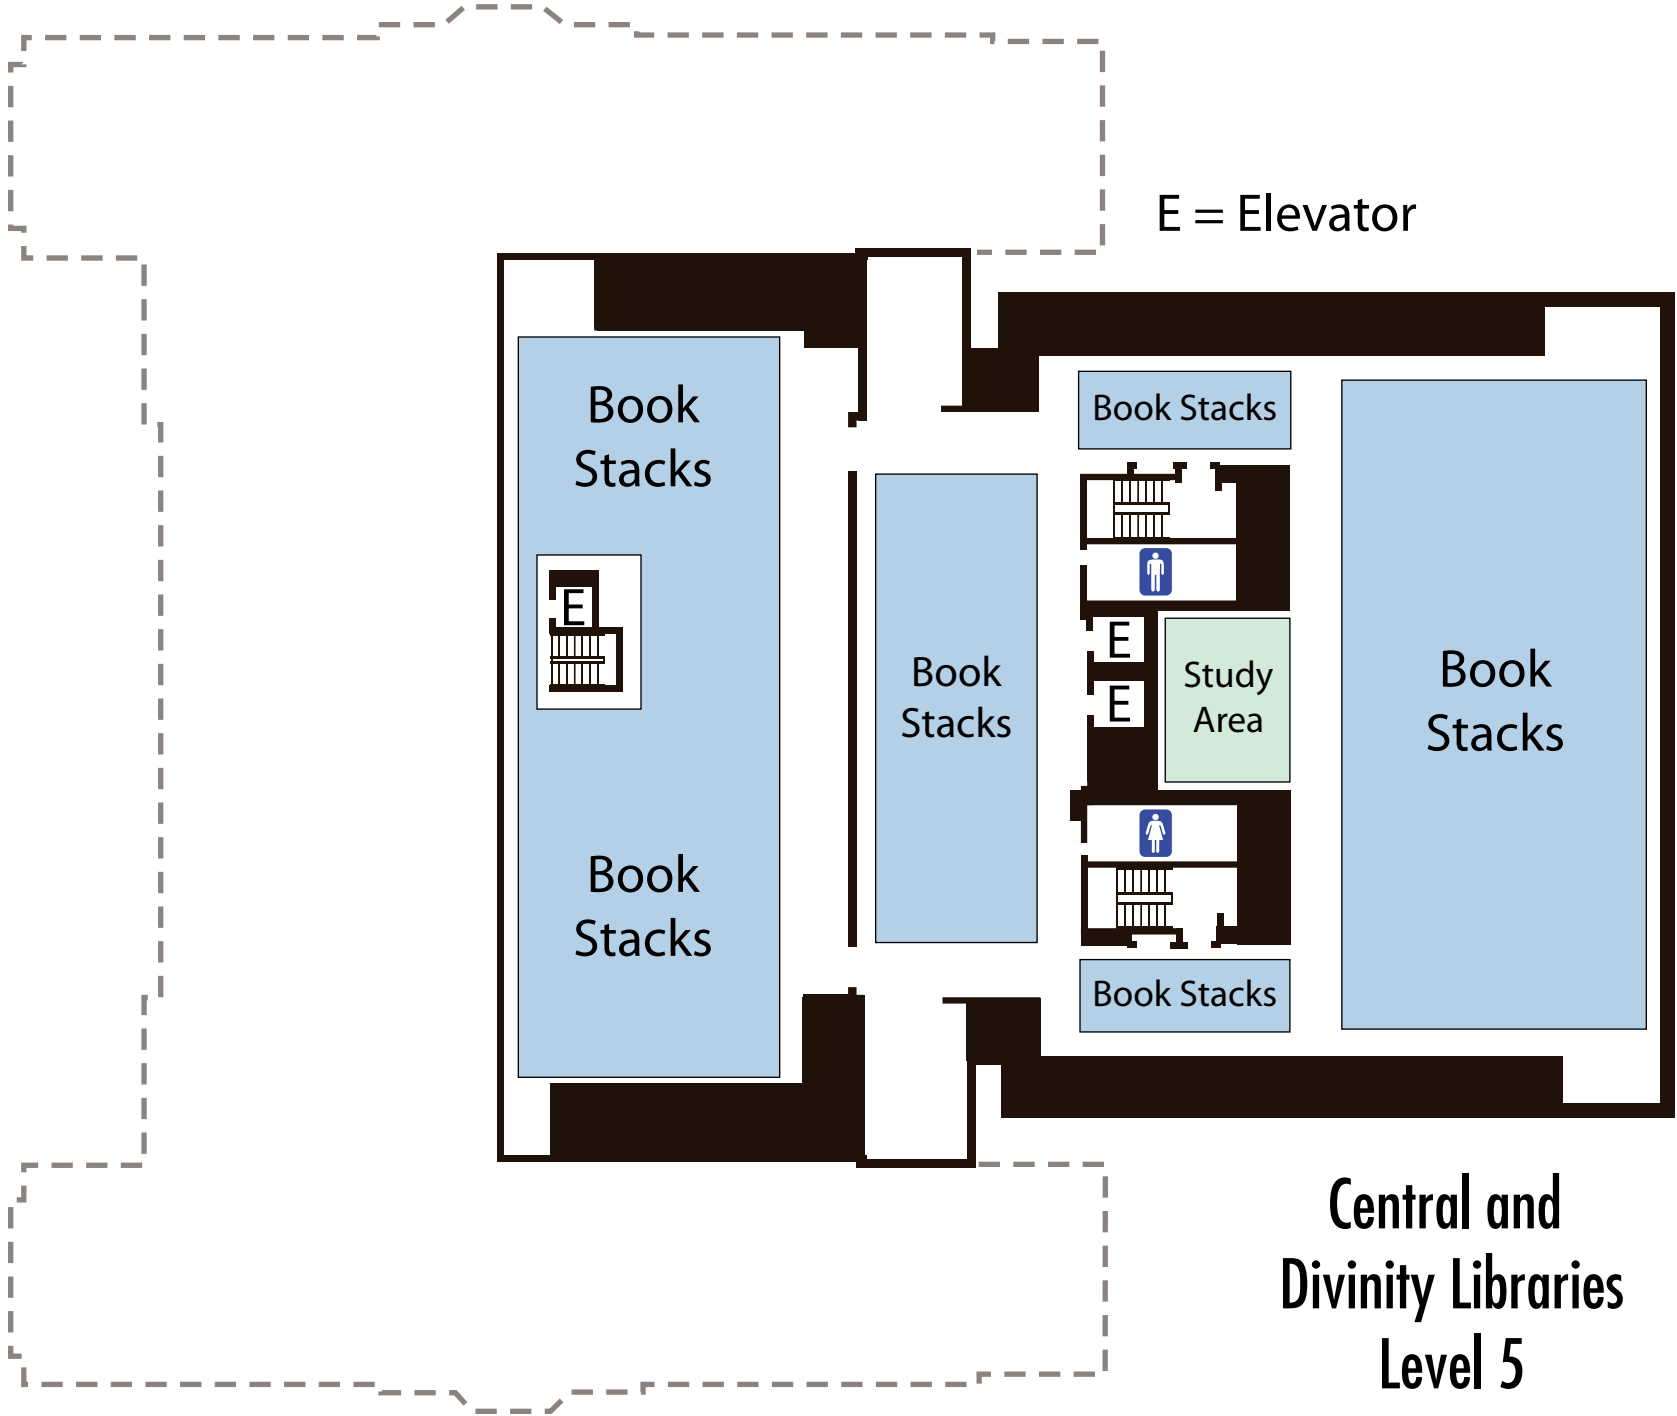 E = Elevator
Book
Stacks
E
Book
Stacks
Book
Stacks
Book Stacks
E
E
Study
Area
Book Stacks
Book
Stacks
Central and
Divinity Libraries
Level 5